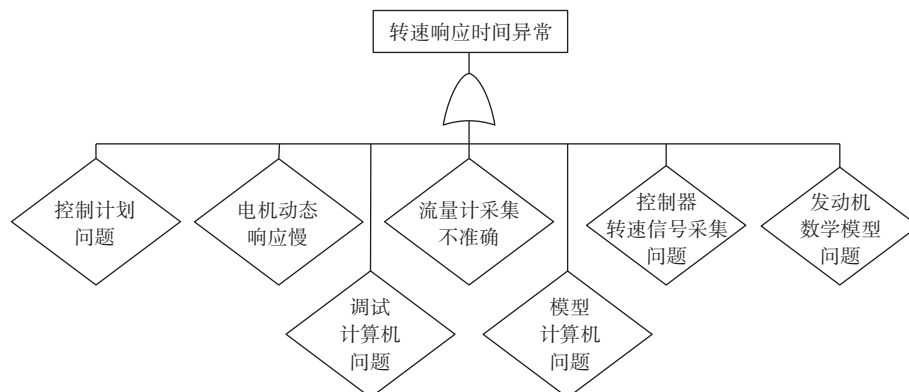 转速响应时间异常
控制计划
问题
电机动态
响应慢
流量计采集
不准确
控制器
转速信号采集
问题
发动机
数学模型
问题
调试
计算机
问题
模型
计算机
问题